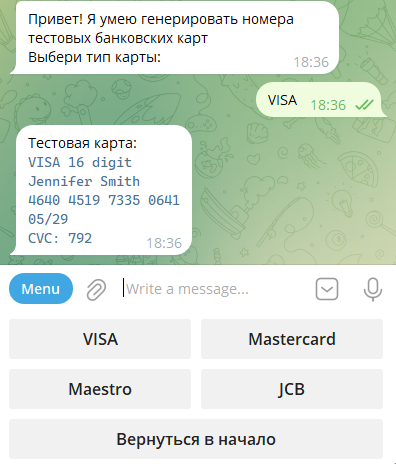 Привет! Я умею генерировать номера
тестовых банковских карт
Выбери тип карты:
18:36
VISA 18:36
Тестовая карта:
VISA 16 digit
Jennifer Smith
4640 4519 7335 0641
05/29
CVC: 792
18:36
Menu
Write a message...
VISA
Mastercard
Maestro
JCB
Вернуться в начало